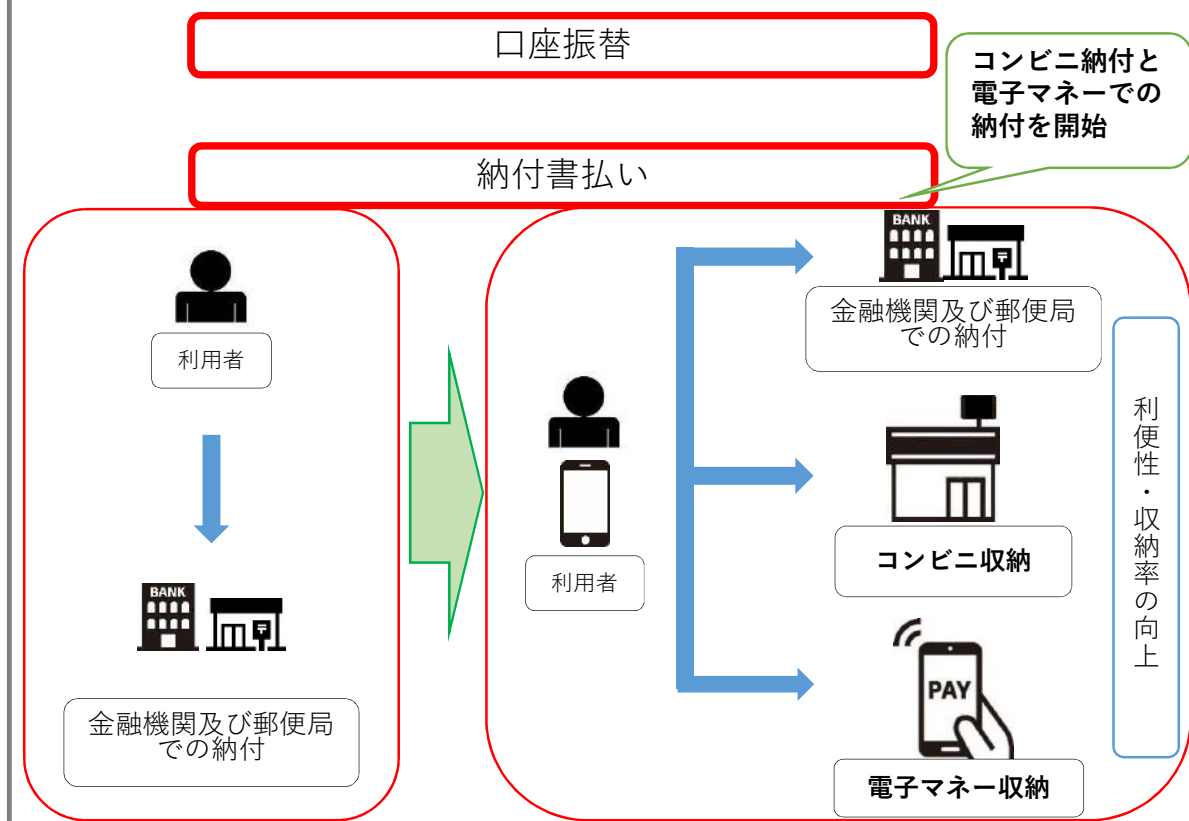 口座振替
コンビニ納付と
電子マネーでの
納付を開始
納付書払い
利用者
BANK
金融機関及び郵便局
での納付
利用者
BANK
金融機関及び郵便局
での納付
コンビニ収納
PAY
電子マネー収納
利便性・収納率の向上